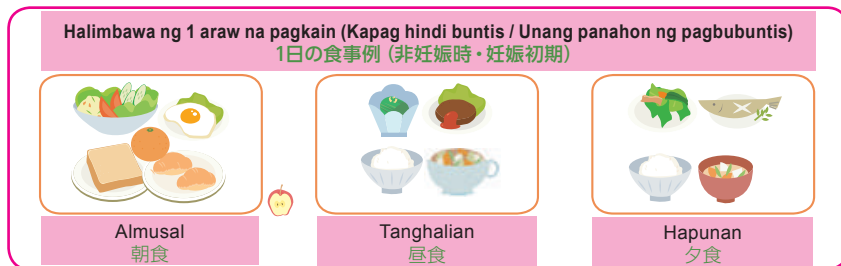 Halimbawa ng 1 araw na pagkain (Kapag hindi buntis / Unang panahon ng pagbubuntis)
1日の食事例（非妊娠時・妊娠初期）
Almusal
朝食
Tanghalian
昼食
Hapunan
夕食